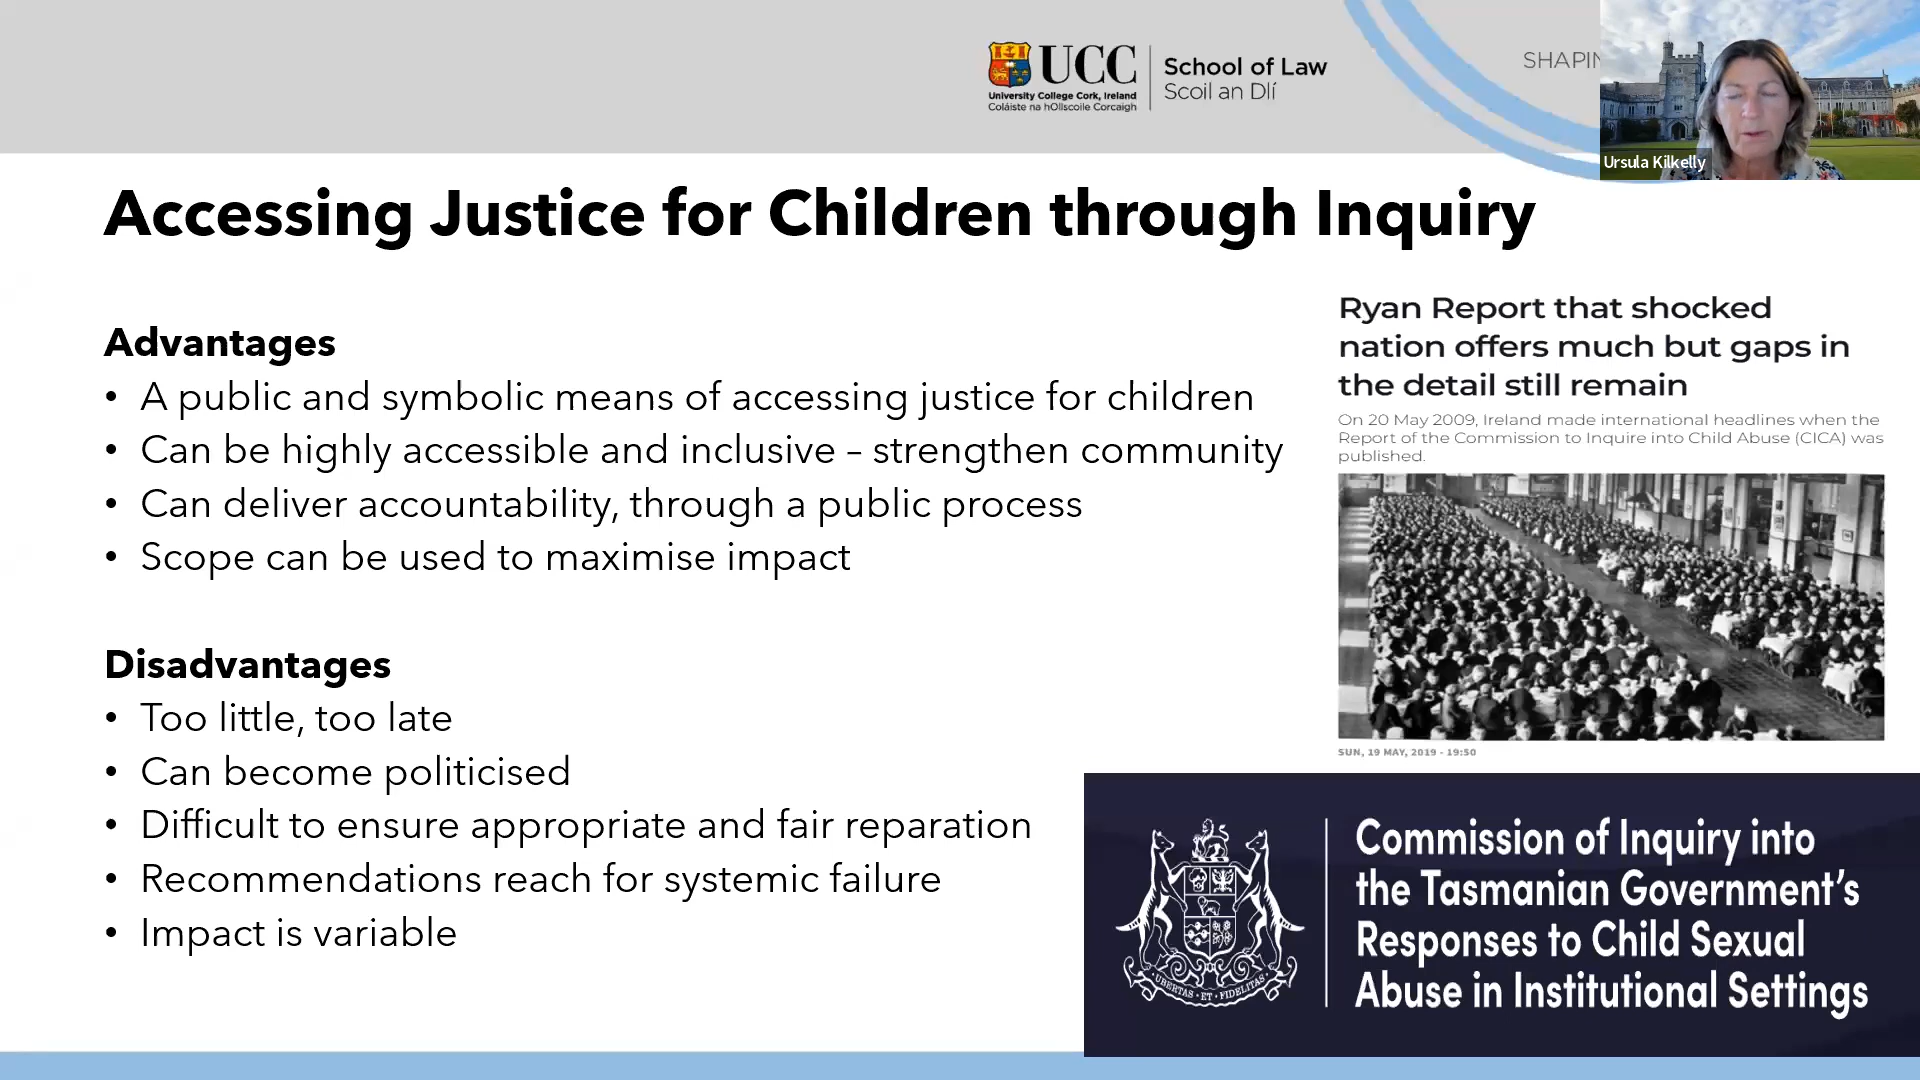 UCC
University College Cork, Ireland
Coláiste na hOllscoile Corcaigh
School of Law
Scoil an Dlí
SHAPIN
Ursula Kilkelly
Accessing Justice for Children through Inquiry
Advantages
• A public and symbolic means of accessing justice for children
• Can be highly accessible and inclusive – strengthen community
• Can deliver accountability, through a public process
• Scope can be used to maximise impact
Disadvantages
• Too little, too late
• Can become politicised
• Difficult to ensure appropriate and fair reparation
• Recommendations reach for systemic failure
• Impact is variable
Ryan Report that shocked
nation offers much but gaps in
the detail still remain
On 20 May 2009, Ireland made international headlines when the
Report of the Commission to Inquire into Child Abuse (CICA) was
published.
SUN, 19 MAY, 2019 - 19:50
UBERTAS • ET • FIDELITAS
Commission of Inquiry into
the Tasmanian Government’s
Responses to Child Sexual
Abuse in Institutional Settings